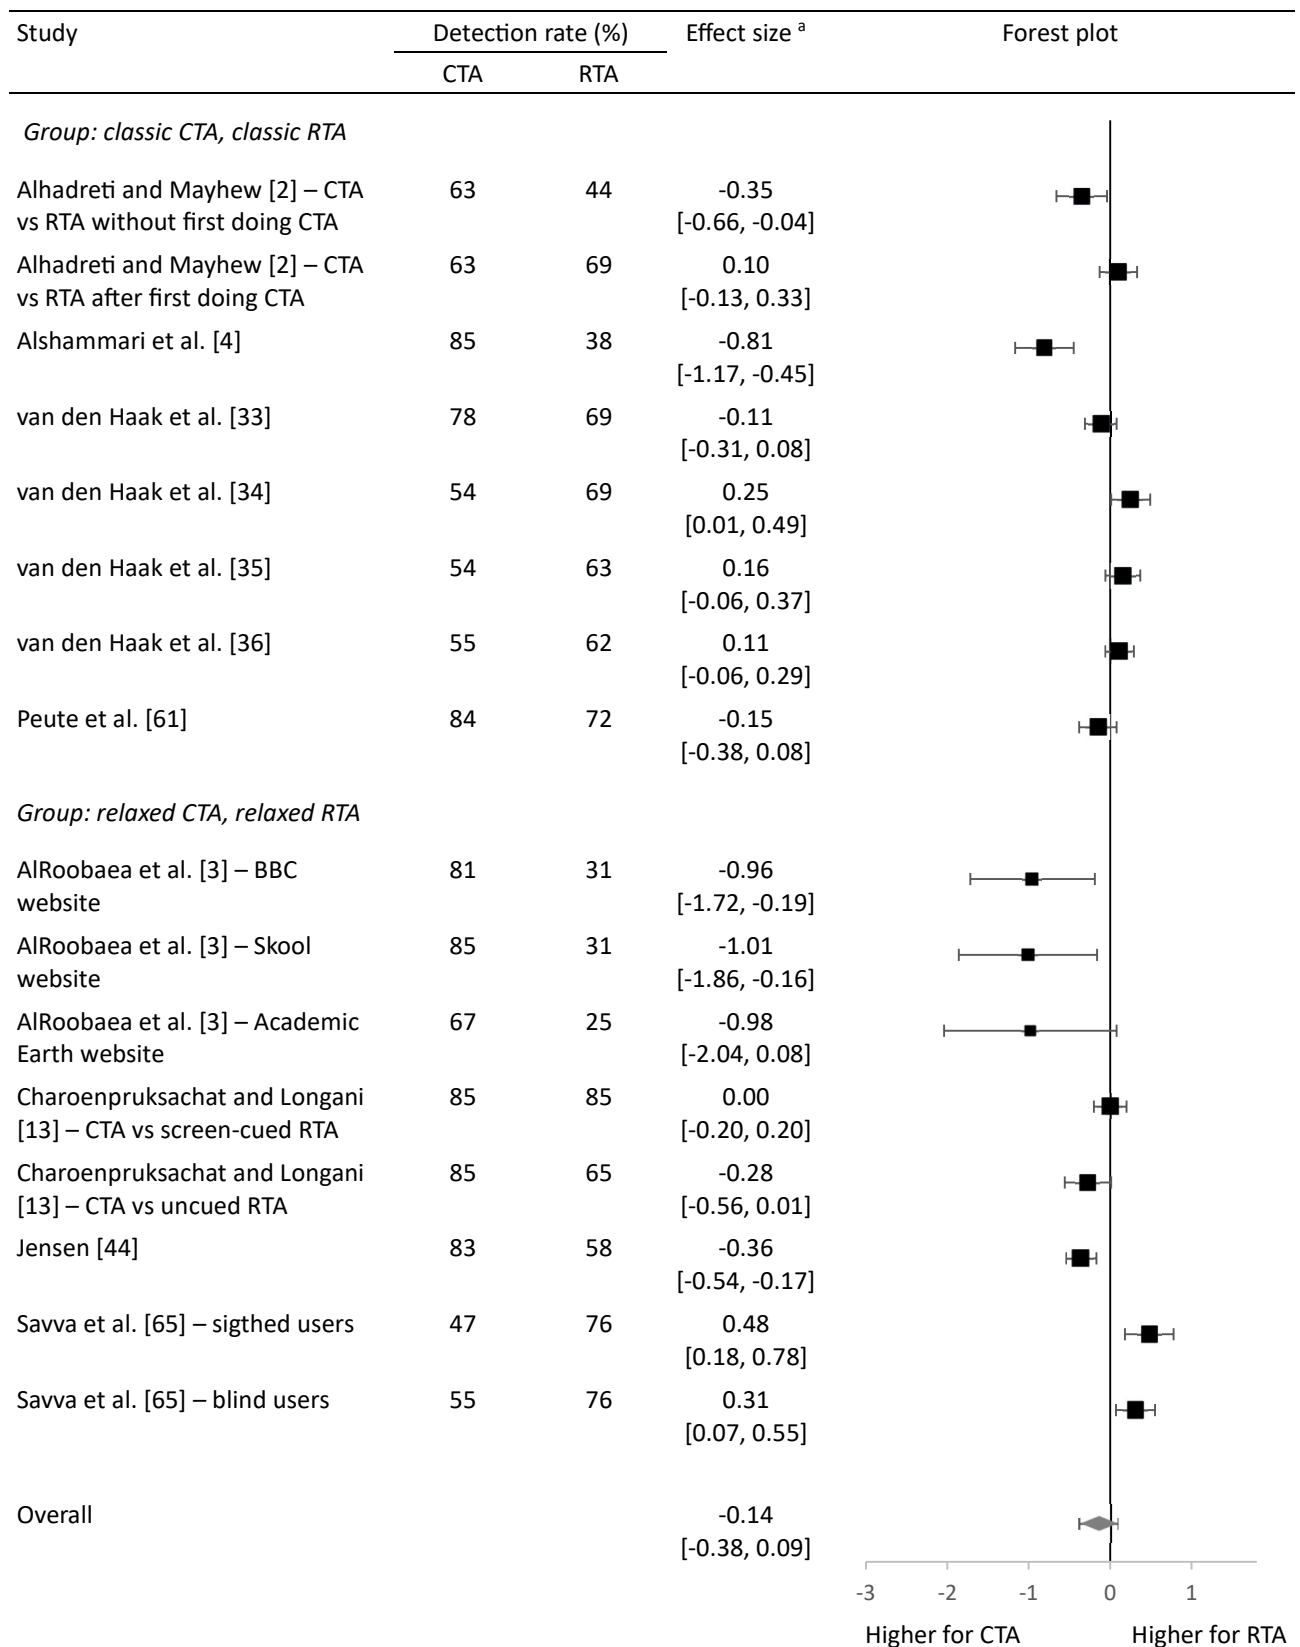 Study Detection rate (%) Effect size ᵃ Forest plot
CTA RTA
Group: classic CTA, classic RTA
Alhadreti and Mayhew [2] – CTA 63 44 -0.35
vs RTA without first doing CTA [-0.66, -0.04]
Alhadreti and Mayhew [2] – CTA 63 69 0.10
vs RTA after first doing CTA [-0.13, 0.33]
Alshammari et al. [4] 85 38 -0.81
[-1.17, -0.45]
van den Haak et al. [33] 78 69 -0.11
[-0.31, 0.08]
van den Haak et al. [34] 54 69 0.25
[0.01, 0.49]
van den Haak et al. [35] 54 63 0.16
[-0.06, 0.37]
van den Haak et al. [36] 55 62 0.11
[-0.06, 0.29]
Peute et al. [61] 84 72 -0.15
[-0.38, 0.08]
Group: relaxed CTA, relaxed RTA
AlRoobaea et al. [3] – BBC 81 31 -0.96
website [-1.72, -0.19]
AlRoobaea et al. [3] – Skool 85 31 -1.01
website [-1.86, -0.16]
AlRoobaea et al. [3] – Academic 67 25 -0.98
Earth website [-2.04, 0.08]
Charoenpruksachat and Longani 85 85 0.00
[13] – CTA vs screen-cued RTA [-0.20, 0.20]
Charoenpruksachat and Longani 85 65 -0.28
[13] – CTA vs uncued RTA [-0.56, 0.01]
Jensen [44] 83 58 -0.36
[-0.54, -0.17]
Savva et al. [65] – sigthed users 47 76 0.48
[0.18, 0.78]
Savva et al. [65] – blind users 55 76 0.31
[0.07, 0.55]
Overall -0.14
[-0.38, 0.09]
-3 -2 -1 0 1
Higher for CTA Higher for RTA